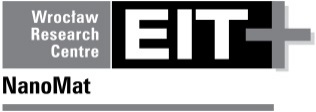 Wrocław
Research
Centre
EIT+
NanoMat